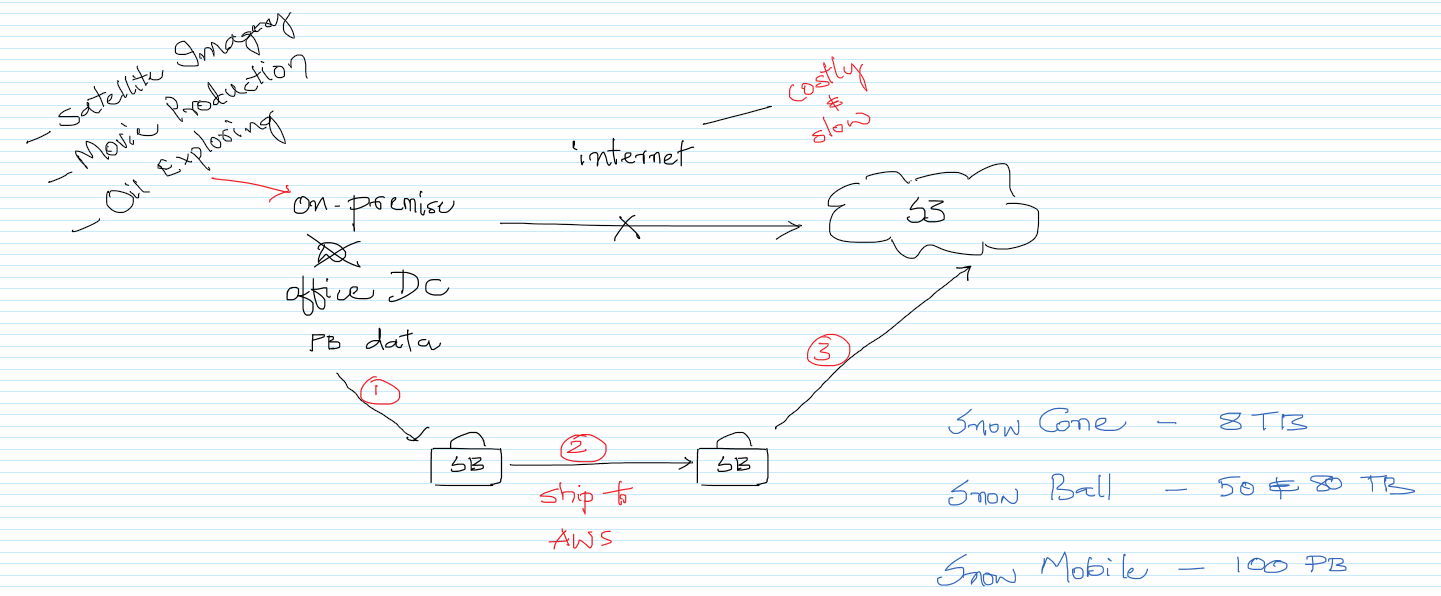 - Satellite Imagery
- Movie Production
- Oil Exploring
costly
&
slow
internet
on-premise
S3
office DC
PB data
1
2
3
SB
SB
ship to
AWS
Snow Cone - 8 TB
Snow Ball - 50 & 80 TB
Snow Mobile - 100 PB